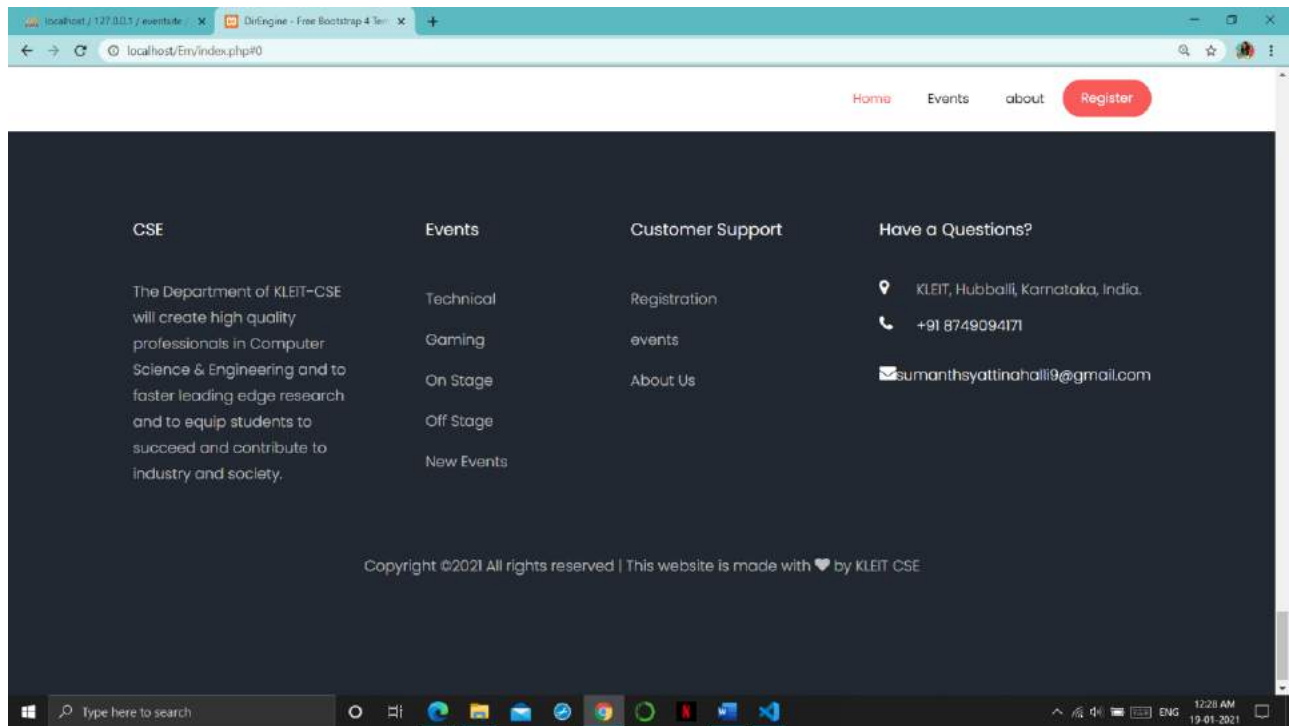 localhost / 127.0.0.1 / eventsite /
DirEngine - Free Bootstrap 4 Tem
localhost/Em/index.php#0
Home Events about Register
CSE
The Department of KLEIT-CSE
will create high quality
professionals in Computer
Science & Engineering and to
faster leading edge research
and to equip students to
succeed and contribute to
industry and society.
Events
Technical
Gaming
On Stage
Off Stage
New Events
Customer Support
Registration
events
About Us
Have a Questions?
KLEIT, Hubballi, Karnataka, India.
+91 8749094171
sumanthsyattinahalli9@gmail.com
Copyright ©2021 All rights reserved | This website is made with by KLEIT CSE
Type here to search
ENG
12:28 AM
19-01-2021